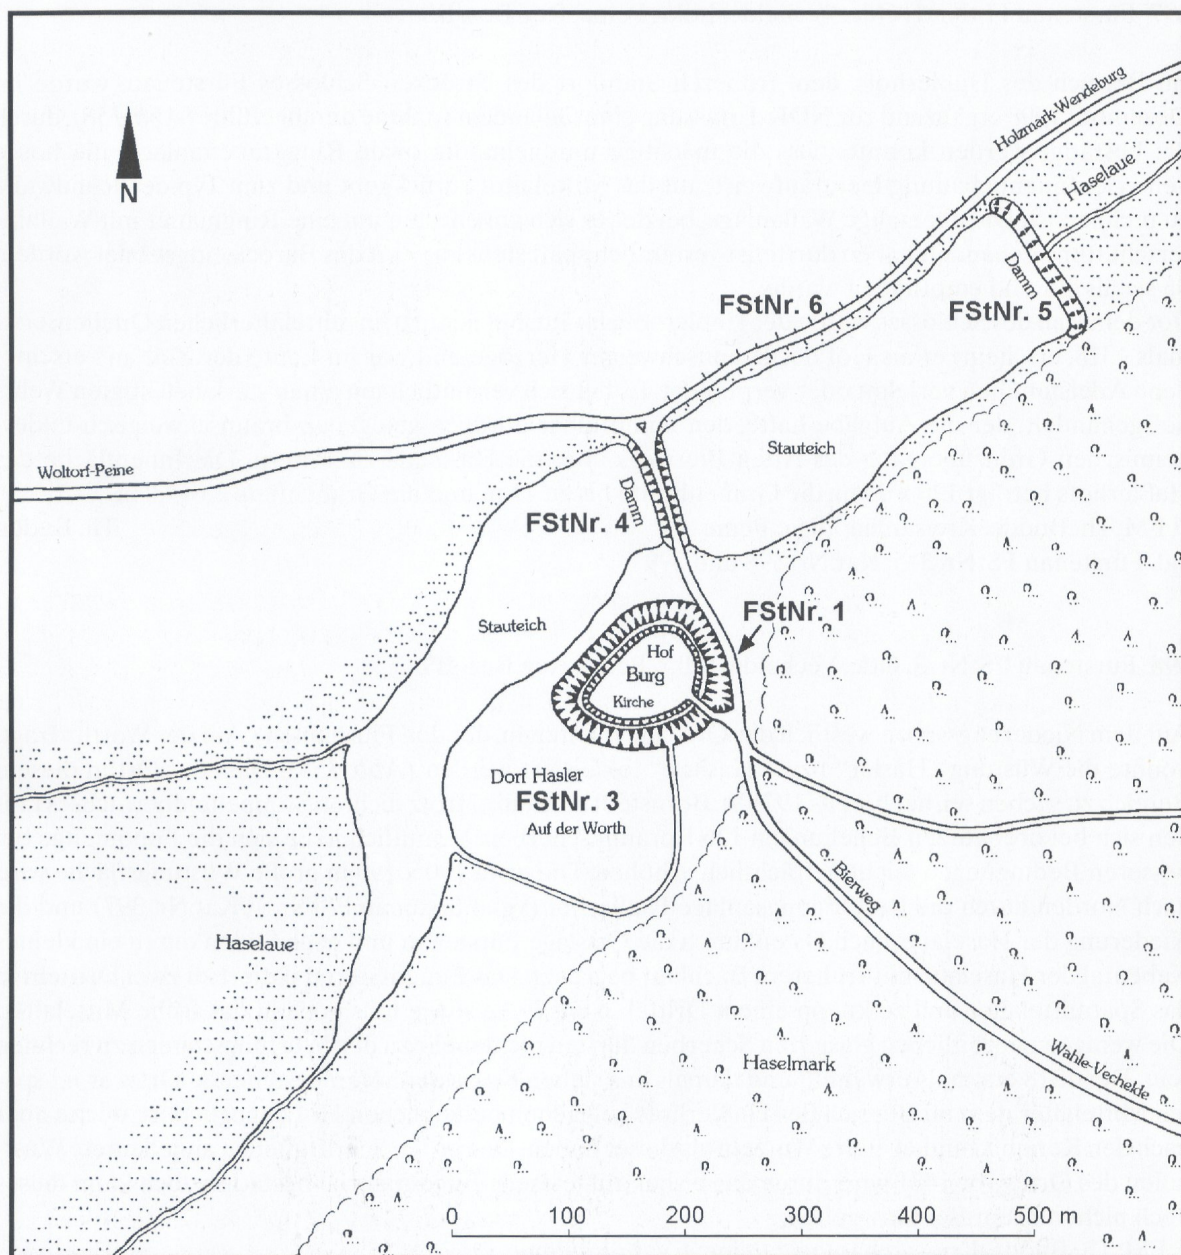 Holzmark-Wendeburg
Haselaue
N
Damm
FStNr. 5
FStNr. 6
Stauteich
Woltorf-Peine
Damm
FStNr. 4
FStNr. 1
Stauteich
Hof
Burg
Kirche
Dorf Hasler
FStNr. 3
Auf der Worth
Bierweg
Haselaue
Haselmark
Wahle-Vechekle
0 100 200 300 400 500 m